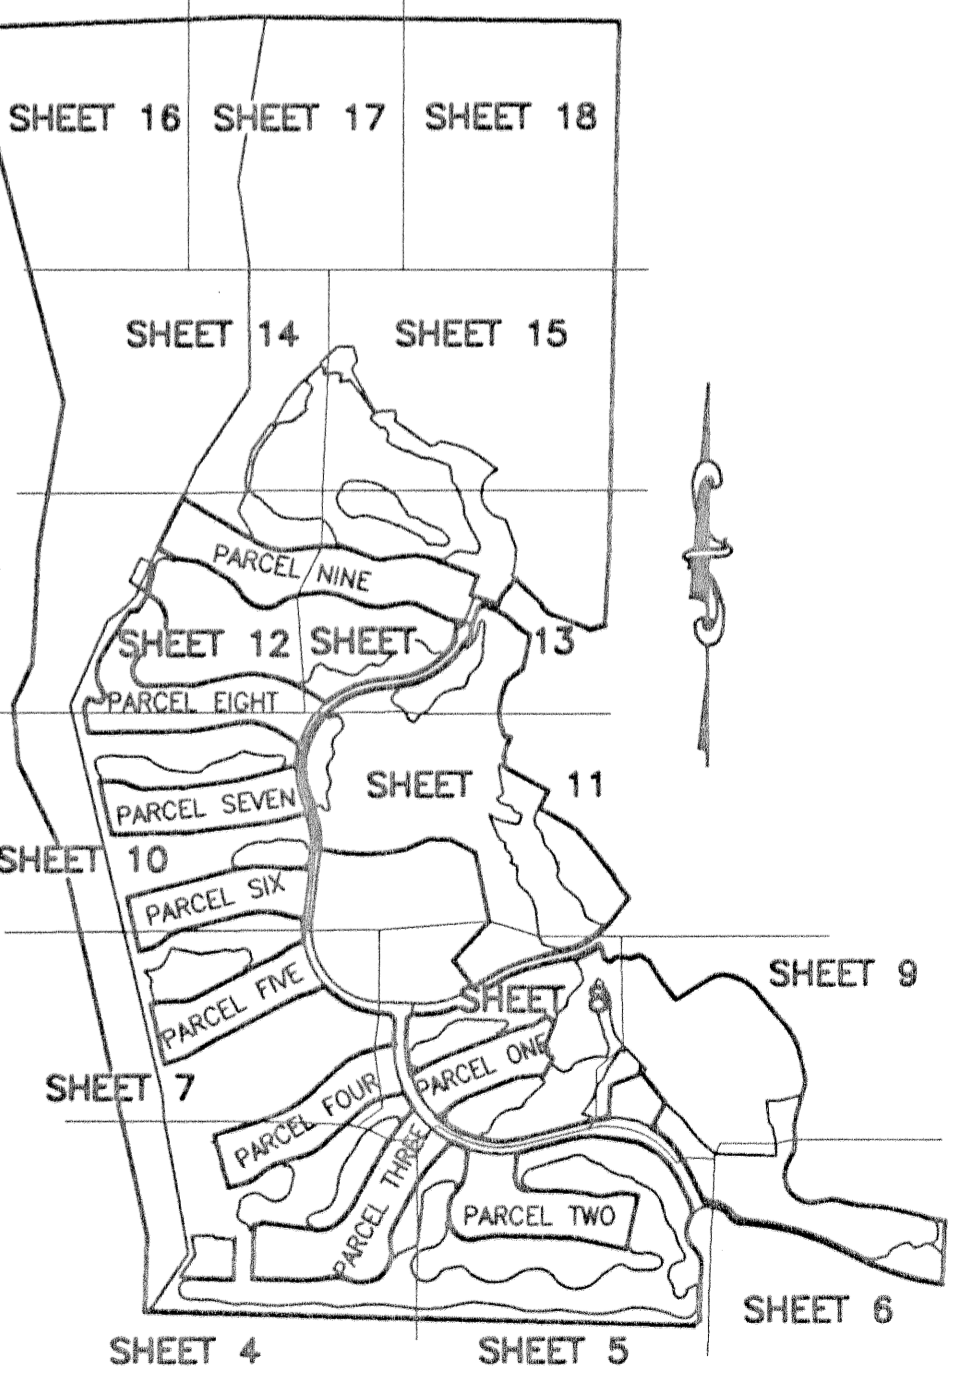 SHEET 16
SHEET 17
SHEET 18
SHEET 14
SHEET 15
PARCEL NINE
SHEET 12
SHEET 13
PARCEL EIGHT
SHEET 11
PARCEL SEVEN
SHEET 10
PARCEL SIX
SHEET 9
PARCEL FIVE
SHEET 8
PARCEL ONE
SHEET 7
PARCEL FOUR
PARCEL THREE
PARCEL TWO
SHEET 6
SHEET 4
SHEET 5